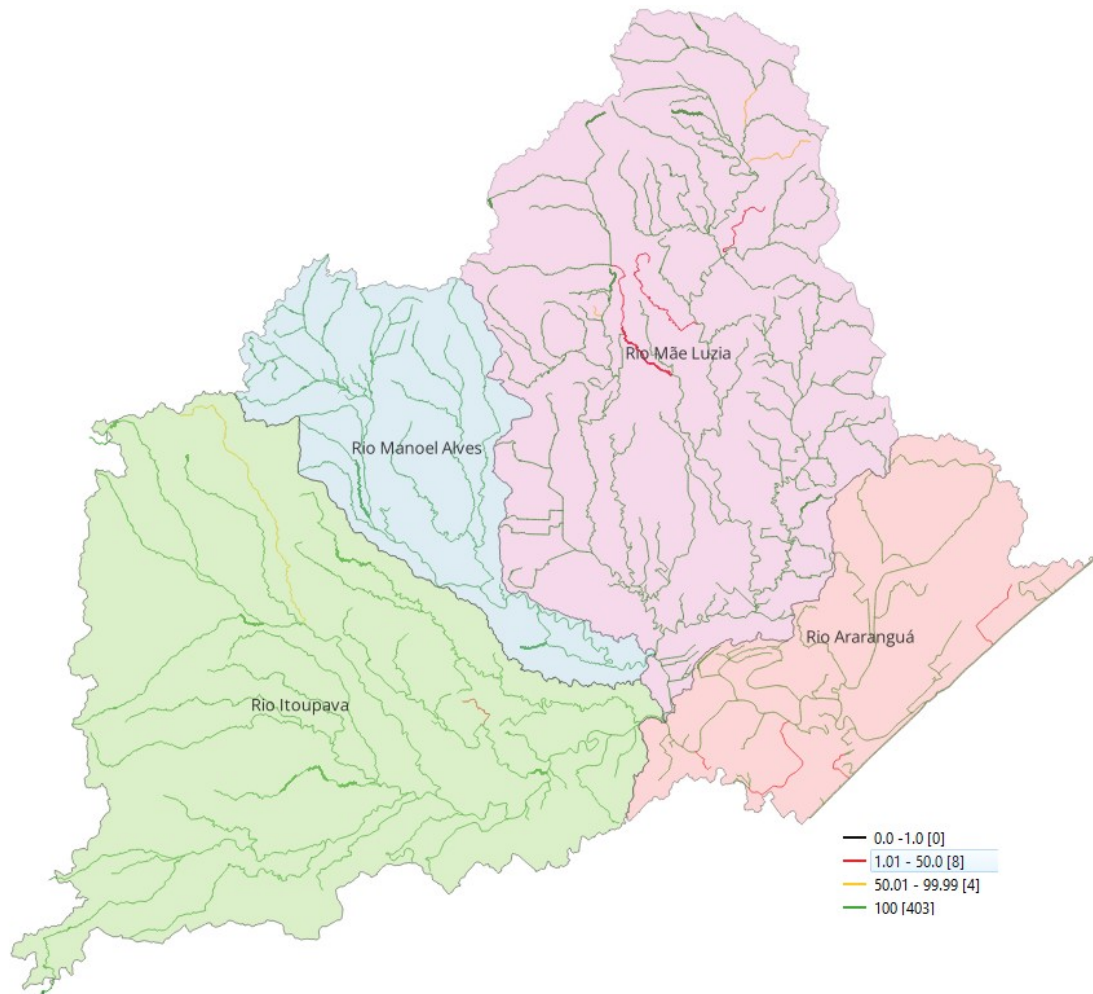 Rio Mãe Luzia
Rio Manoel Alves
Rio Araranguá
Rio Itoupava
0.0 -1.0 [0]
1.01 - 50.0 [8]
50.01 - 99.99 [4]
100 [403]